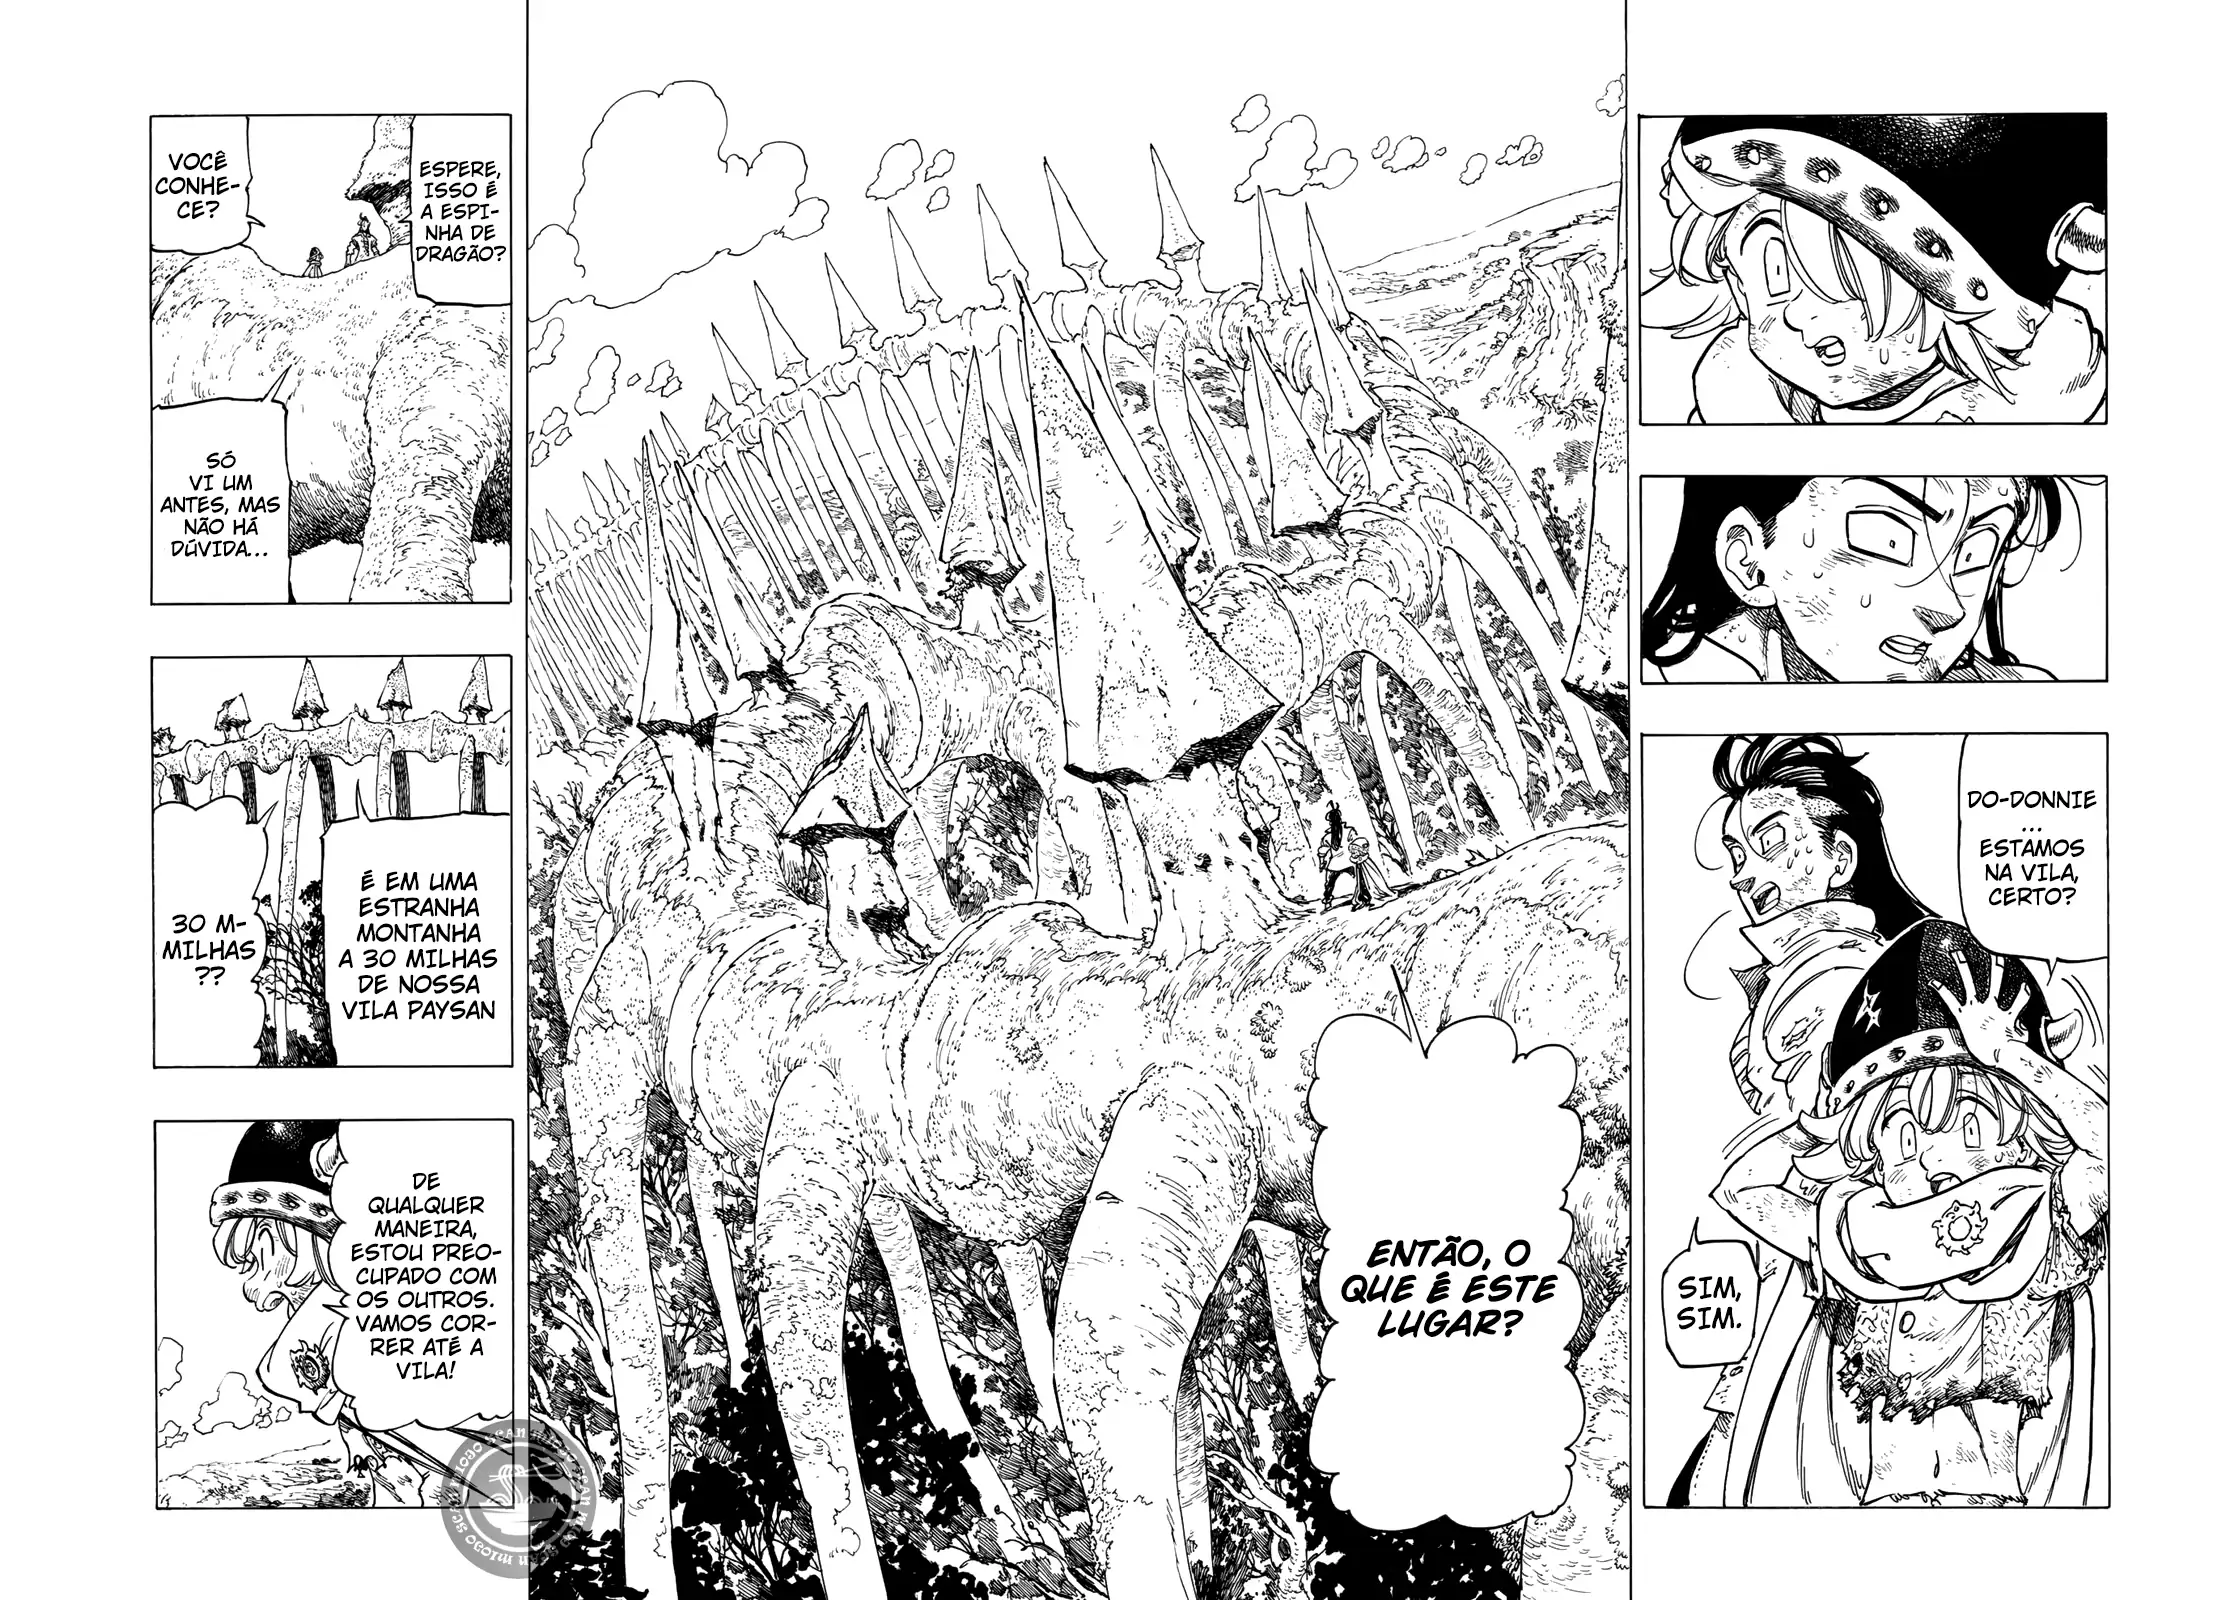 DO-DONNIE
...
ESTAMOS
NA VILA,
CERTO?
SIM,
SIM.
ENTÃO, O
QUE É ESTE
LUGAR?
ESPERE,
ISSO É
A ESPI-
NHA DE
DRAGÃO?
VOCÊ
CONHE-
CE?
SÓ
VI UM
ANTES, MAS
NÃO HÁ
DÚVIDA...
É EM UMA
ESTRANHA
MONTANHA
A 30 MILHAS
DE NOSSA
VILA PAYSAN
30 M-
MILHAS
??
DE
QUALQUER
MANEIRA,
ESTOU PREO-
CUPADO COM
OS OUTROS.
VAMOS COR-
RER ATÉ A
VILA!